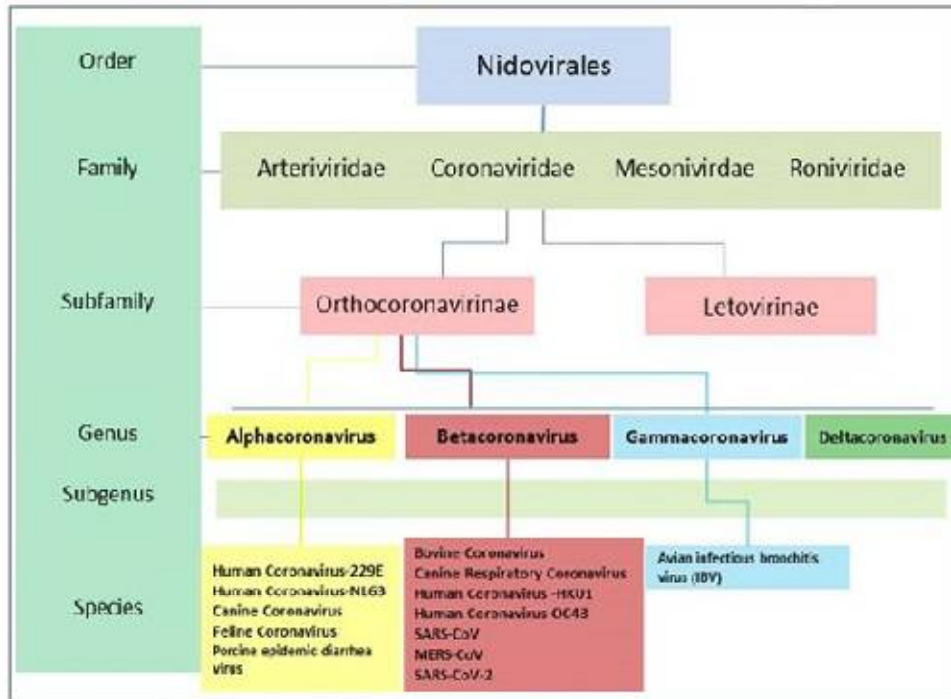 Order
Nidovirales
Family
Arteriviridae Coronaviridae Mesonivirdae Roniviridae
Subfamily
Orthocoronavirinae Letovirinae
Genus
Alphacoronavirus Betacoronavirus Gammacoronavirus Deltacoronavirus
Subgenus
Species
Human Coronavirus-229E
Human Coronavirus-NL63
Canine Coronavirus
Feline Coronavirus
Porcine epidemic diarrhea
virus
Bovine Coronavirus
Canine Respiratory Coronavirus
Human Coronavirus -HKU1
Human Coronavirus OC43
SARS-CoV
MERS-CoV
SARS-CoV-2
Avian infectious bronchitis
virus (IBV)